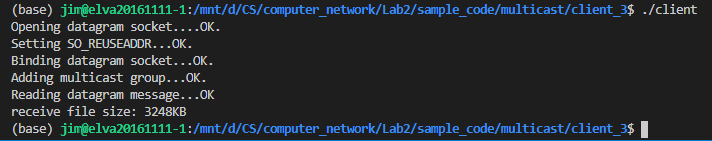 (base) jim@elva20161111-1:/mnt/d/CS/computer_network/Lab2/sample_code/multicast/client_3$ ./client
Opening datagram socket....OK.
Setting SO_REUSEADDR...OK.
Binding datagram socket...OK.
Adding multicast group...OK.
Reading datagram message...OK
receive file size: 3248KB
(base) jim@elva20161111-1:/mnt/d/CS/computer_network/Lab2/sample_code/multicast/client_3$